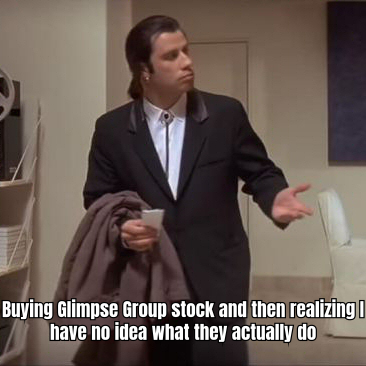 Buying Glimpse Group stock and then realizing I
have no idea what they actually do